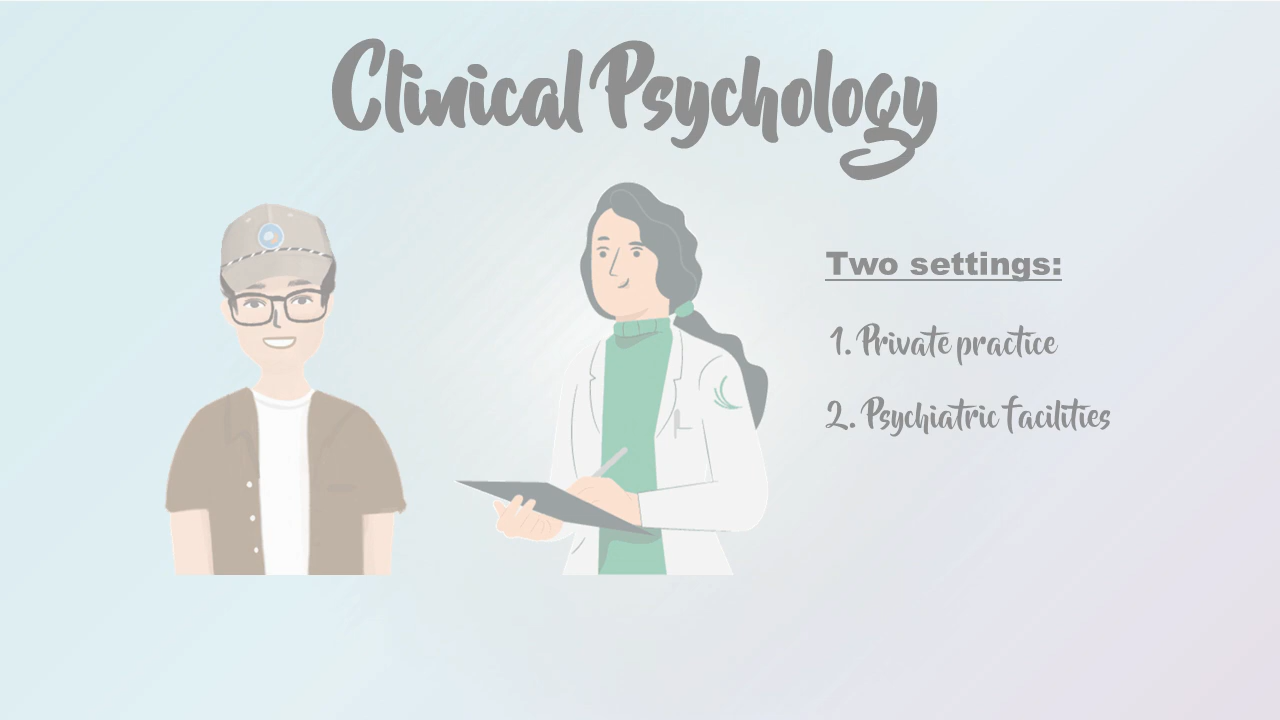 Clinical Psychology
Two settings:
1. Private practice
2. Psychiatric facilities